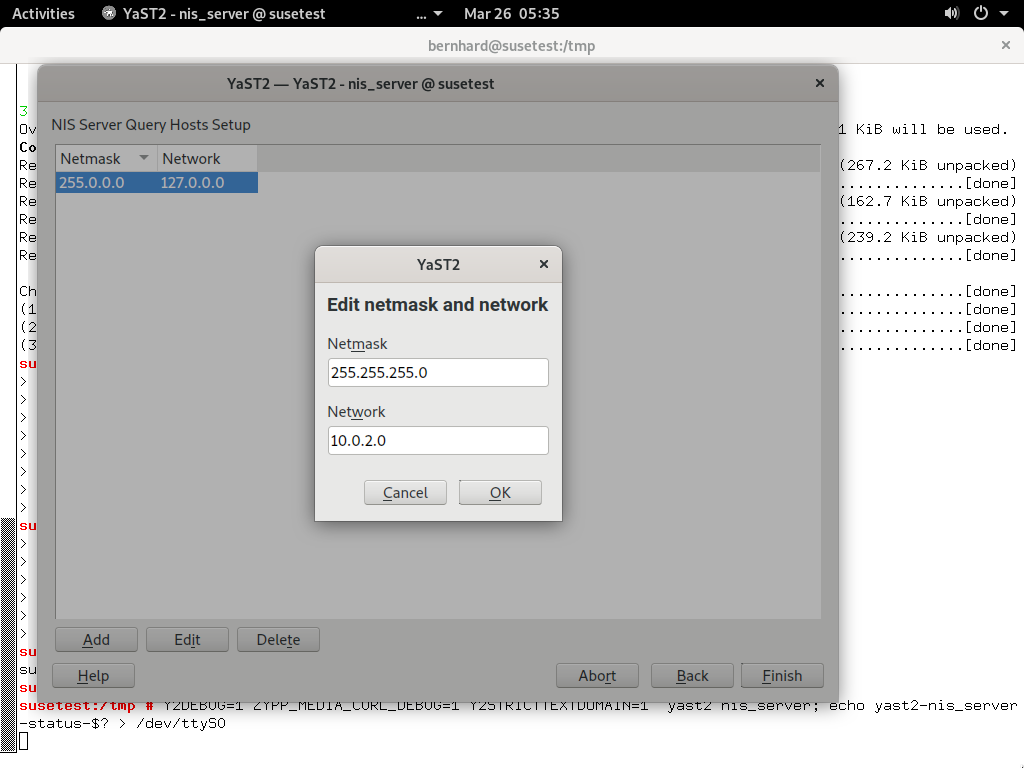 Activities YaST2 - nis_server @ susetest ... Mar 26 05:35
bernhard@susetest:/tmp
YaST2 — YaST2 - nis_server @ susetest
NIS Server Query Hosts Setup
Netmask Network
255.0.0.0 127.0.0.0
YaST2
Edit netmask and network
Netmask
255.255.255.0
Network
10.0.2.0
Cancel OK
Add Edit Delete
Help Abort Back Finish
3
Ov 1 KiB will be used.
Co
Re (267.2 KiB unpacked)
Re ..............[done]
Re (162.7 KiB unpacked)
Re ..............[done]
Re (239.2 KiB unpacked)
Re ..............[done]
Ch ..............[done]
(1 ..............[done]
(2 ..............[done]
(3 ..............[done]
sus
>
>
>
>
>
>
>
>
sus
>
>
>
>
>
>
sus
sus
sus
susetest:/tmp # Y2DEBUG=1 ZYPP_MEDIA_CURL_DEBUG=1 Y2STRICTTEXTDOMAIN=1 yast2 nis_server; echo yast2-nis_server
-status-$? > /dev/ttyS0